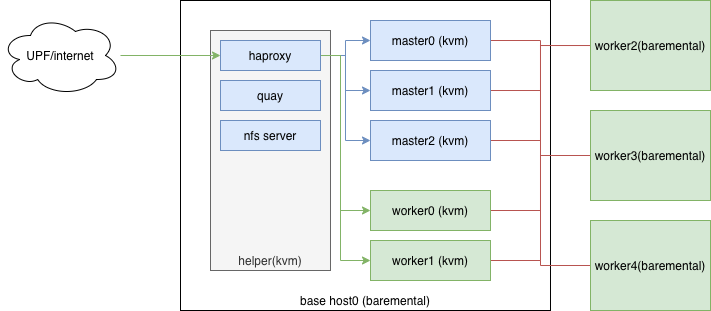 UPF/internet
haproxy
quay
nfs server
helper(kvm)
master0 (kvm)
master1 (kvm)
master2 (kvm)
worker0 (kvm)
worker1 (kvm)
base host0 (baremental)
worker2(baremental)
worker3(baremental)
worker4(baremental)